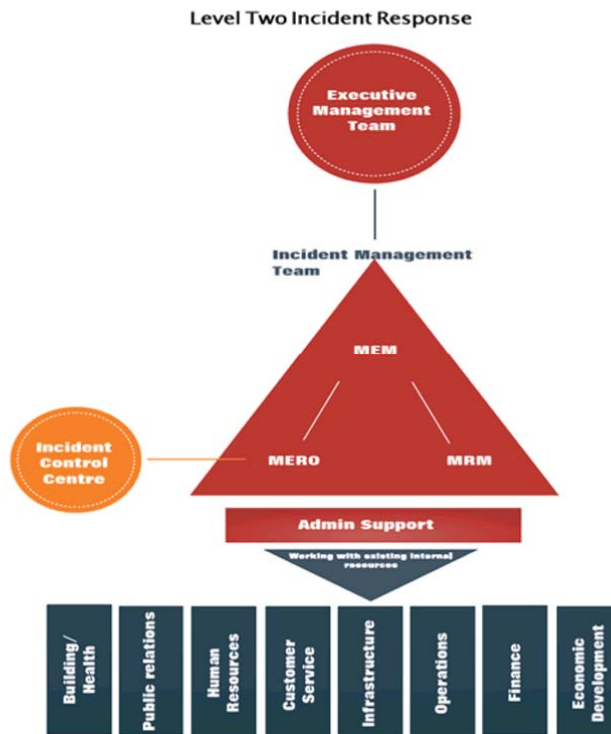 Level Two Incident Response
Executive
Management
Team
Incident Management
Team
MEM
Incident
Control
Centre
MERO
MRM
Admin Support
Working with existing internal
resources
Building/
Health
Public relations
Human
Resources
Customer
Service
Infrastructure
Operations
Finance
Economic
Development